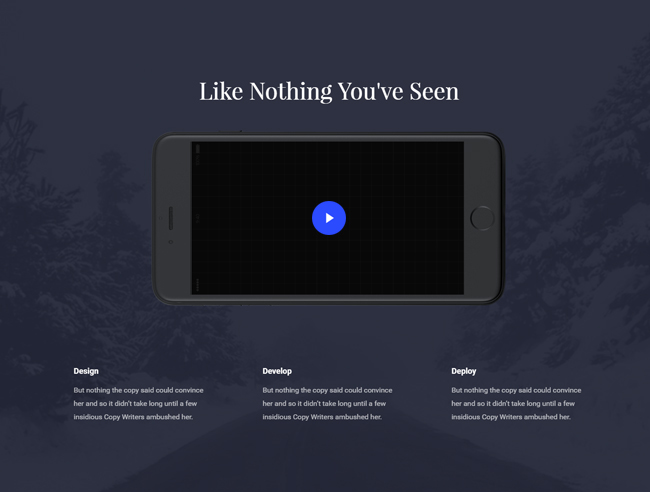 Like Nothing You've Seen
Design
But nothing the copy said could convince
her and so it didn't take long until a few
insidious Copy Writers ambushed her.
Develop
But nothing the copy said could convince
her and so it didn't take long until a few
insidious Copy Writers ambushed her.
Deploy
But nothing the copy said could convince
her and so it didn't take long until a few
insidious Copy Writers ambushed her.